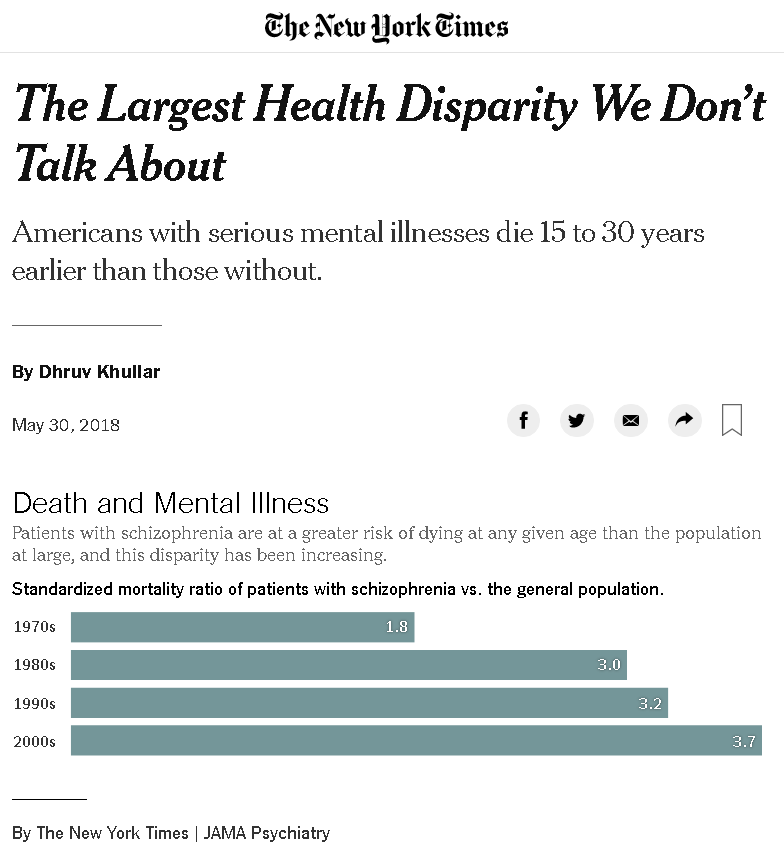 The New York Times
The Largest Health Disparity We Don't
Talk About
Americans with serious mental illnesses die 15 to 30 years
earlier than those without.
By Dhruv Khullar
May 30, 2018
Death and Mental Illness
Patients with schizophrenia are at a greater risk of dying at any given age than the population
at large, and this disparity has been increasing.
Standardized mortality ratio of patients with schizophrenia vs. the general population.
1970s 1.8
1980s 3.0
1990s 3.2
2000s 3.7
By The New York Times | JAMA Psychiatry